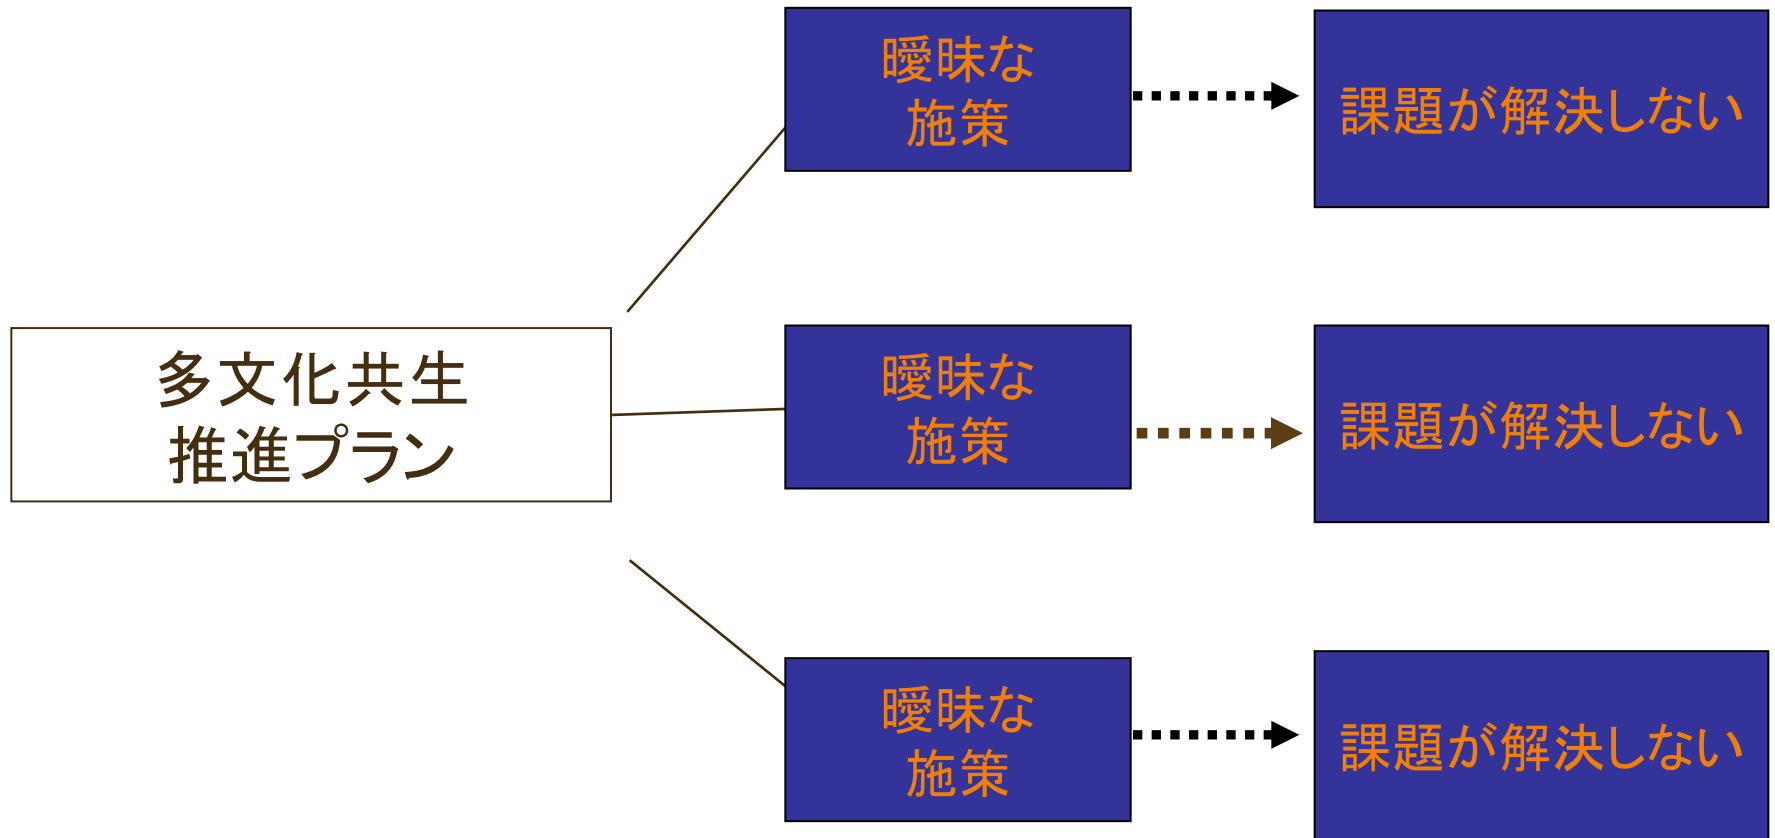 曖昧な
施策
課題が解決しない
多文化共生
推進プラン
曖昧な
施策
課題が解決しない
曖昧な
施策
課題が解決しない